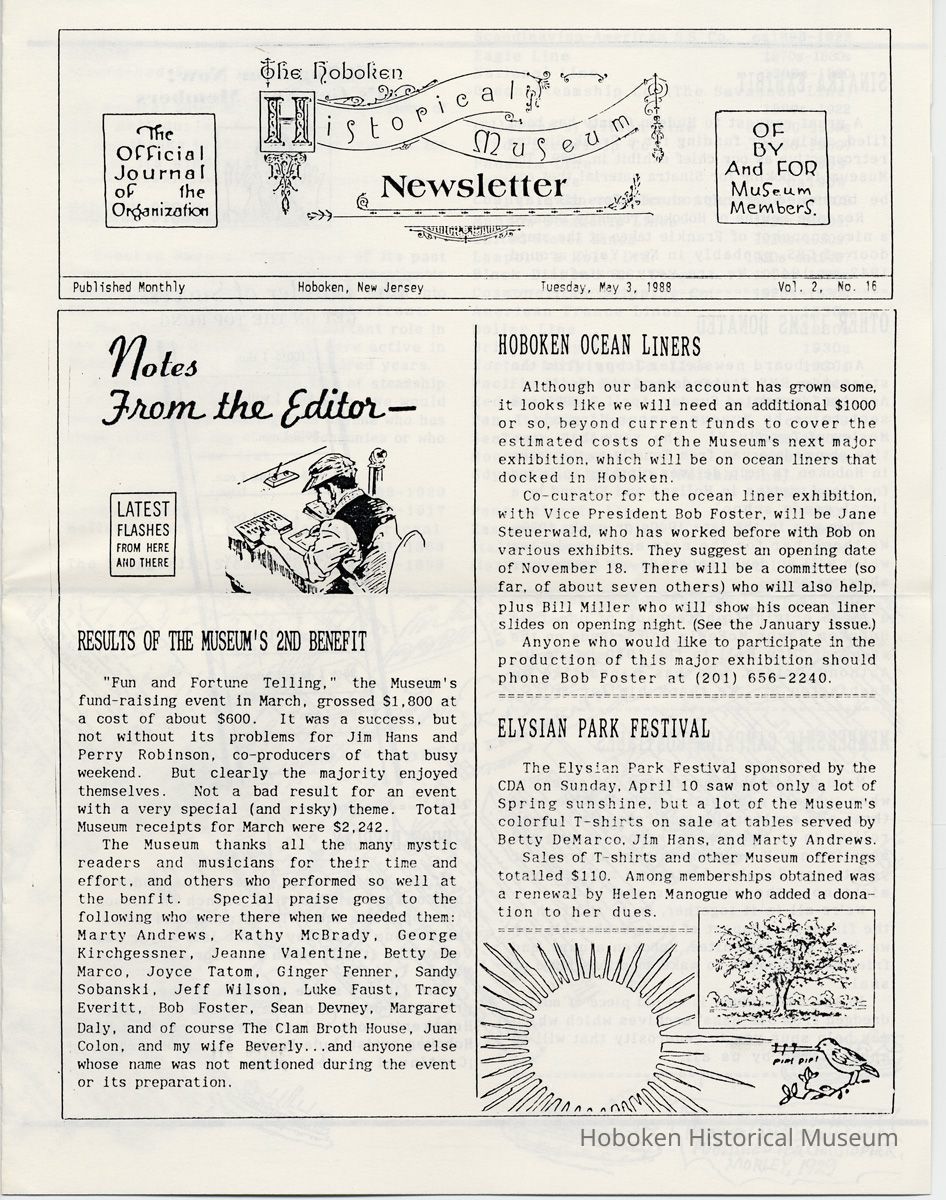 The Hoboken
Historical
Museum
Newsletter
The
Official
Journal
of the
Organization
OF
BY
And FOR
Museum
Members.
Published Monthly Hoboken, New Jersey Tuesday, May 3, 1988 Vol. 2, No. 16
Notes
From the Editor—
LATEST
FLASHES
FROM HERE
AND THERE
RESULTS OF THE MUSEUM'S 2ND BENEFIT
"Fun and Fortune Telling," the Museum's
fund-raising event in March, grossed $1,800 at
a cost of about $600. It was a success, but
not without its problems for Jim Hans and
Perry Robinson, co-producers of that busy
weekend. But clearly the majority enjoyed
themselves. Not a bad result for an event
with a very special (and risky) theme. Total
Museum receipts for March were $2,242.
The Museum thanks all the many mystic
readers and musicians for their time and
effort, and others who performed so well at
the benfit. Special praise goes to the
following who were there when we needed them:
Marty Andrews, Kathy McBrady, George
Kirchgessner, Jeanne Valentine, Betty De
Marco, Joyce Tatom, Ginger Fenner, Sandy
Sobanski, Jeff Wilson, Luke Faust, Tracy
Everitt, Bob Foster, Sean Devney, Margaret
Daly, and of course The Clam Broth House, Juan
Colon, and my wife Beverly...and anyone else
whose name was not mentioned during the event
or its preparation.
HOBOKEN OCEAN LINERS
Although our bank account has grown some,
it looks like we will need an additional $1000
or so, beyond current funds to cover the
estimated costs of the Museum's next major
exhibition, which will be on ocean liners that
docked in Hoboken.
Co-curator for the ocean liner exhibition,
with Vice President Bob Foster, will be Jane
Steuerwald, who has worked before with Bob on
various exhibits. They suggest an opening date
of November 18. There will be a committee (so
far, of about seven others) who will also help,
plus Bill Miller who will show his ocean liner
slides on opening night. (See the January issue.)
Anyone who would like to participate in the
production of this major exhibition should
phone Bob Foster at (201) 656-2240.
ELYSIAN PARK FESTIVAL
The Elysian Park Festival sponsored by the
CDA on Sunday, April 10 saw not only a lot of
Spring sunshine, but a lot of the Museum's
colorful T-shirts on sale at tables served by
Betty DeMarco, Jim Hans, and Marty Andrews.
Sales of T-shirts and other Museum offerings
totalled $110. Among memberships obtained was
a renewal by Helen Manogue who added a dona-
tion to her dues.
PIPI PIP!
Hoboken Historical Museum